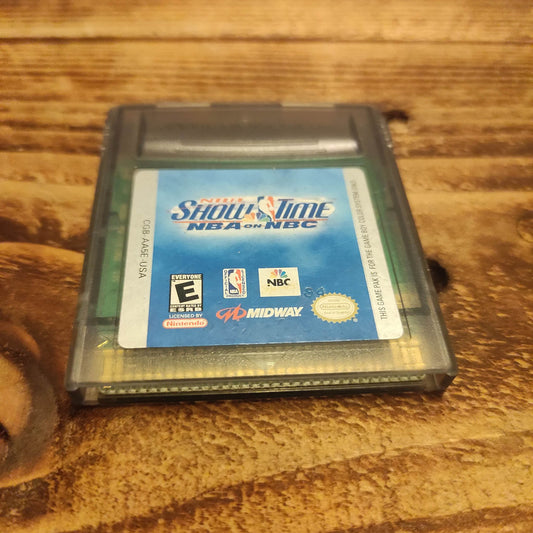 CGB-AA5E-USA
SHOWTIME
NBA ON NBC
EVERYONE
E
ESRB
LICENSED BY
Nintendo
NBC
MIDWAY
THIS GAME PAK IS FOR THE GAME BOY COLOR SYSTEM ONLY.